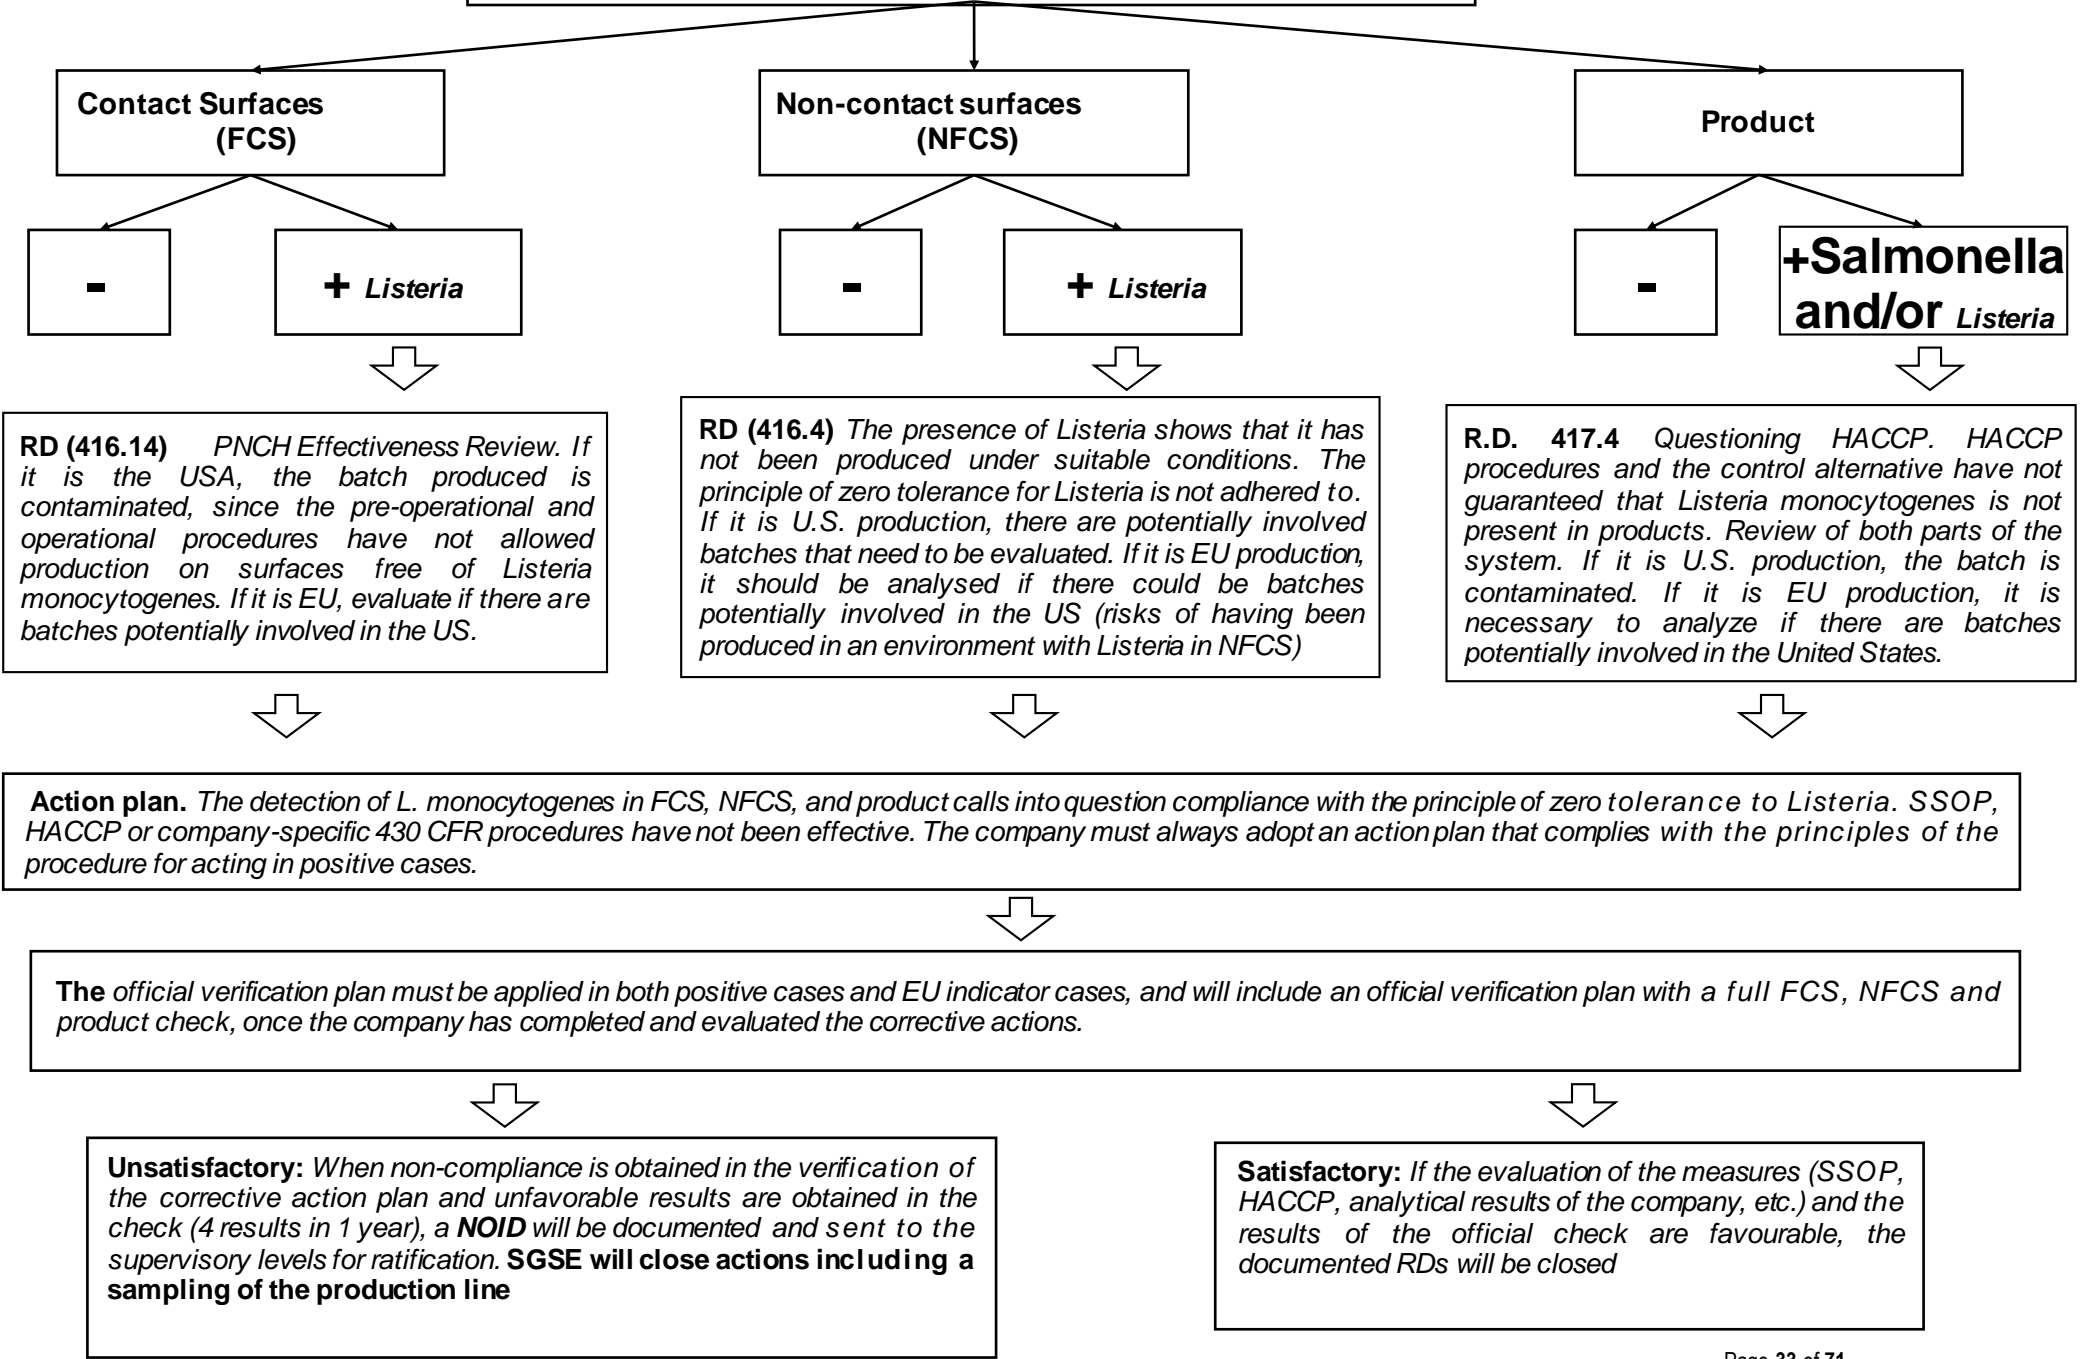 Contact Surfaces
(FCS)
Non-contact surfaces
(NFCS)
Product
-
+ Listeria
-
+ Listeria
-
+Salmonella
and/or Listeria
RD (416.14) PNCH Effectiveness Review. If
it is the USA, the batch produced is
contaminated, since the pre-operational and
operational procedures have not allowed
production on surfaces free of Listeria
monocytogenes. If it is EU, evaluate if there are
batches potentially involved in the US.
RD (416.4) The presence of Listeria shows that it has
not been produced under suitable conditions. The
principle of zero tolerance for Listeria is not adhered to.
If it is U.S. production, there are potentially involved
batches that need to be evaluated. If it is EU production,
it should be analysed if there could be batches
potentially involved in the US (risks of having been
produced in an environment with Listeria in NFCS)
R.D. 417.4 Questioning HACCP. HACCP
procedures and the control alternative have not
guaranteed that Listeria monocytogenes is not
present in products. Review of both parts of the
system. If it is U.S. production, the batch is
contaminated. If it is EU production, it is
necessary to analyze if there are batches
potentially involved in the United States.
Action plan. The detection of L. monocytogenes in FCS, NFCS, and product calls into question compliance with the principle of zero tolerance to Listeria. SSOP,
HACCP or company-specific 430 CFR procedures have not been effective. The company must always adopt an action plan that complies with the principles of the
procedure for acting in positive cases.
The official verification plan must be applied in both positive cases and EU indicator cases, and will include an official verification plan with a full FCS, NFCS and
product check, once the company has completed and evaluated the corrective actions.
Unsatisfactory: When non-compliance is obtained in the verification of
the corrective action plan and unfavorable results are obtained in the
check (4 results in 1 year), a NOID will be documented and sent to the
supervisory levels for ratification. SGSE will close actions including a
sampling of the production line
Satisfactory: If the evaluation of the measures (SSOP,
HACCP, analytical results of the company, etc.) and the
results of the official check are favourable, the
documented RDs will be closed
Page 33 of 74